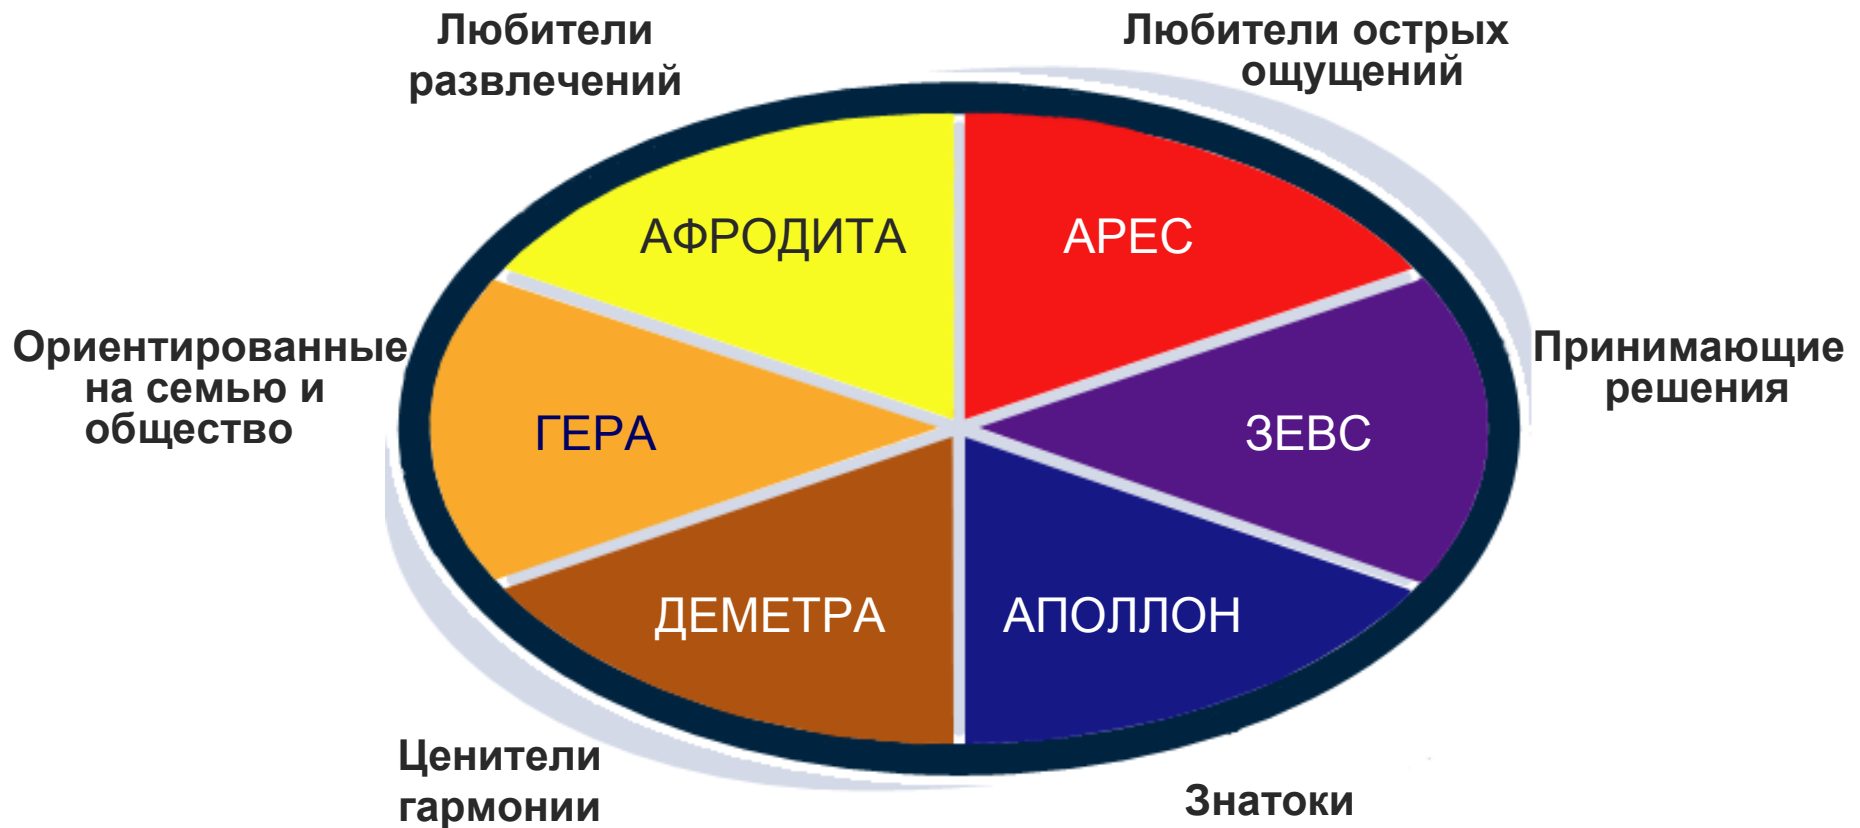 Любители
развлечений
Любители острых
ощущений
АФРОДИТА
АРЕС
Ориентированные
на семью и
общество
Принимающие
решения
ГЕРА
ЗЕВС
ДЕМЕТРА
АПОЛЛОН
Ценители
гармонии
Знатоки